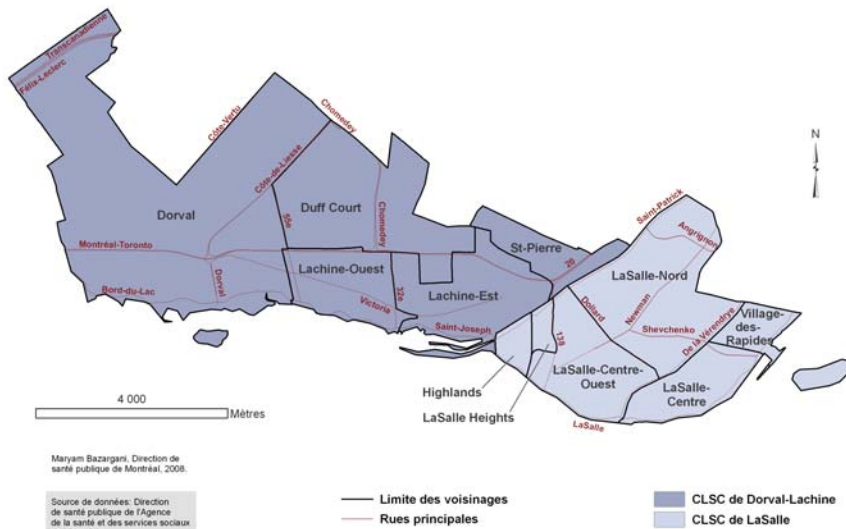 Transcanadienne
Félix-Leclerc
Côte-Vertu
Chomedey
Côte-de-Liesse
N
Dorval
Duff Court
55e
Chomedey
Saint-Patrick
Angrignon
St-Pierre
20
LaSalle-Nord
Montréal-Toronto
Lachine-Ouest
Dorval
32e
Bord-du-Lac
Victoria
Lachine-Est
Saint-Joseph
Dollard
138
Newman
Shevchenko
De la Vérendrye
Village-
des-
Rapides
LaSalle-Centre-
Ouest
LaSalle-
Centre
Highlands
LaSalle Heights
LaSalle
4 000
Mètres
Maryam Bazargani, Direction de
santé publique de Montréal, 2008.
Source de données: Direction
de santé publique de l'Agence
de la santé et des services sociaux
Limite des voisinages
Rues principales
CLSC de Dorval-Lachine
CLSC de LaSalle